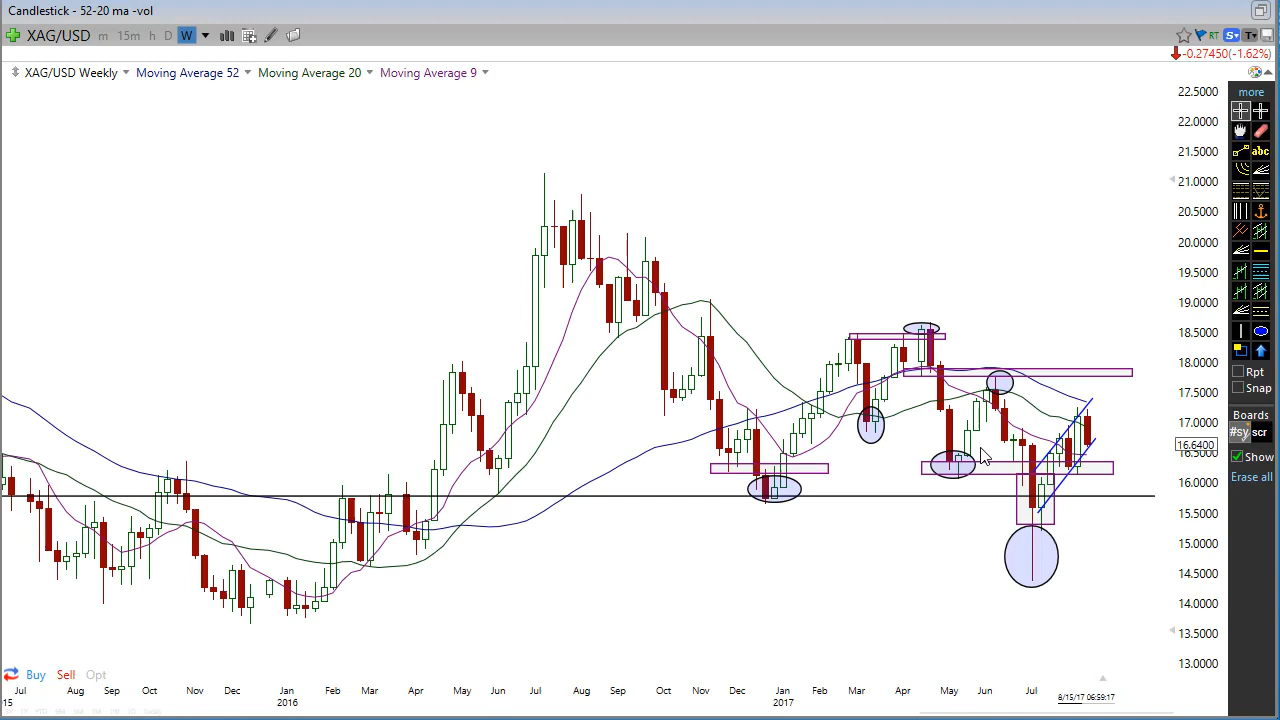 Candlestick - 52-20 ma -vol
XAG/USD m 15m h D W RT S T
-0.27450(-1.62%)
XAG/USD Weekly Moving Average 52 Moving Average 20 Moving Average 9
more
abc
22.5000
22.0000
21.5000
21.0000
20.5000
20.0000
19.5000
19.0000
18.5000
18.0000
17.5000
17.0000
16.6400
16.0000
15.5000
15.0000
14.5000
14.0000
13.5000
13.0000
Rpt
Snap
Boards
#sy scr
Show
Erase all
Buy Sell Opt
Jul Aug Sep Oct Nov Dec Jan Feb Mar Apr May Jun Jul Aug Sep Oct Nov Dec Jan Feb Mar Apr May Jun Jul 8/15/17 06:59:17
15 2016 2017